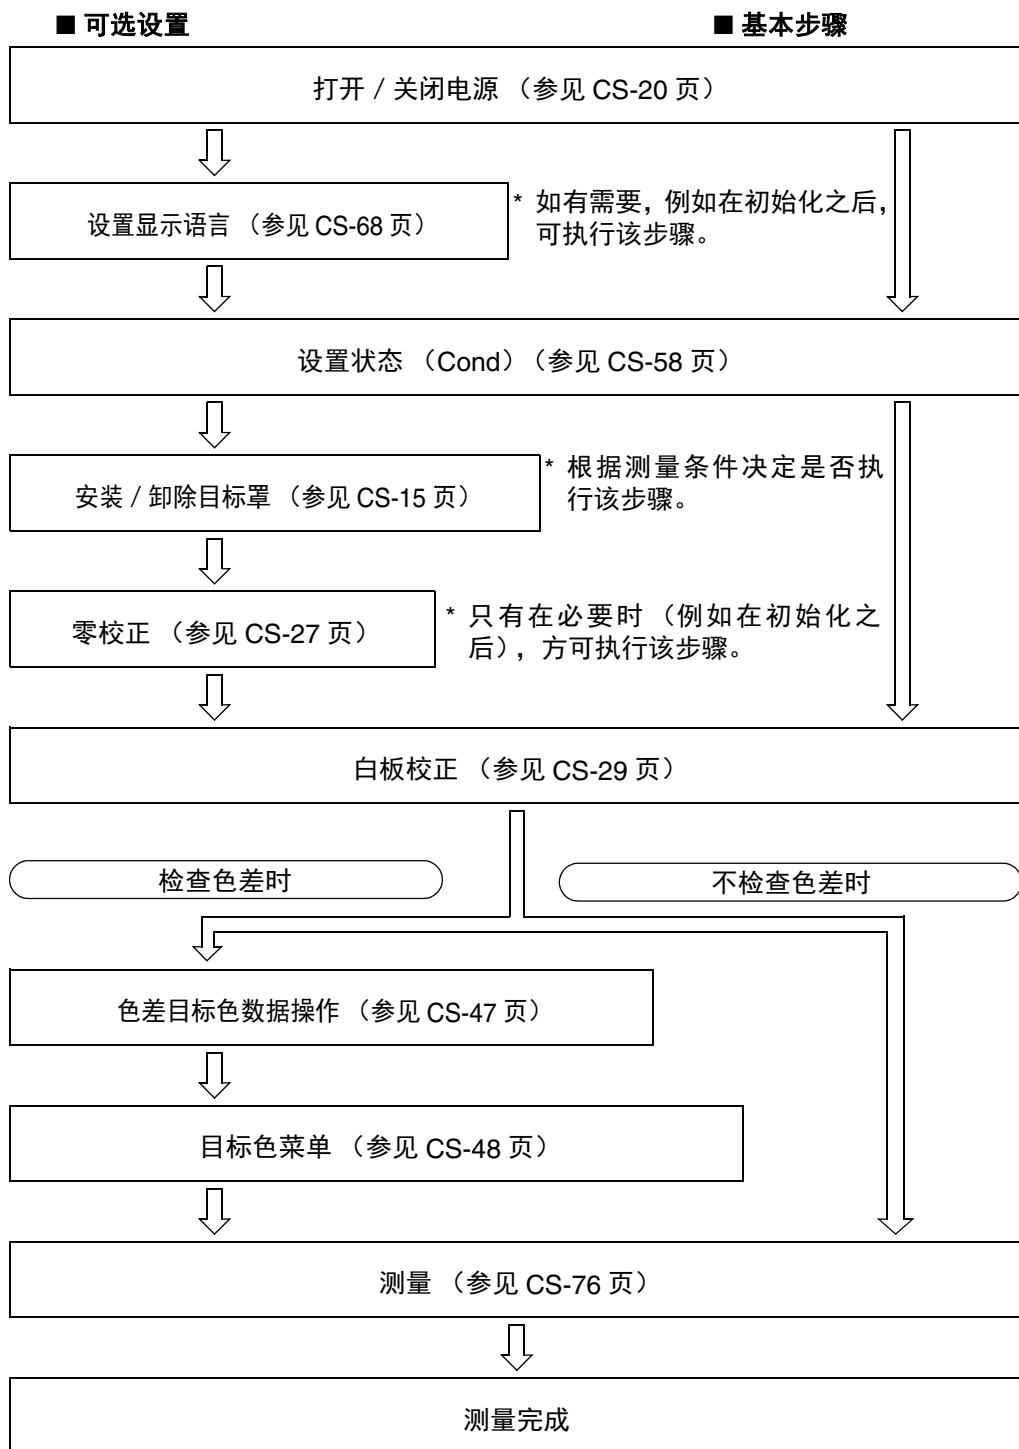 ■ 可选设置
■ 基本步骤
打开 / 关闭电源 （参见 CS-20 页）
设置显示语言 （参见 CS-68 页）
* 如有需要，例如在初始化之后，
可执行该步骤。
设置状态 （Cond）（参见 CS-58 页）
安装 / 卸除目标罩 （参见 CS-15 页）
* 根据测量条件决定是否执
行该步骤。
零校正 （参见 CS-27 页）
* 只有在必要时（例如在初始化之
后），方可执行该步骤。
白板校正 （参见 CS-29 页）
检查色差时
不检查色差时
色差目标色数据操作 （参见 CS-47 页）
目标色菜单 （参见 CS-48 页）
测量 （参见 CS-76 页）
测量完成